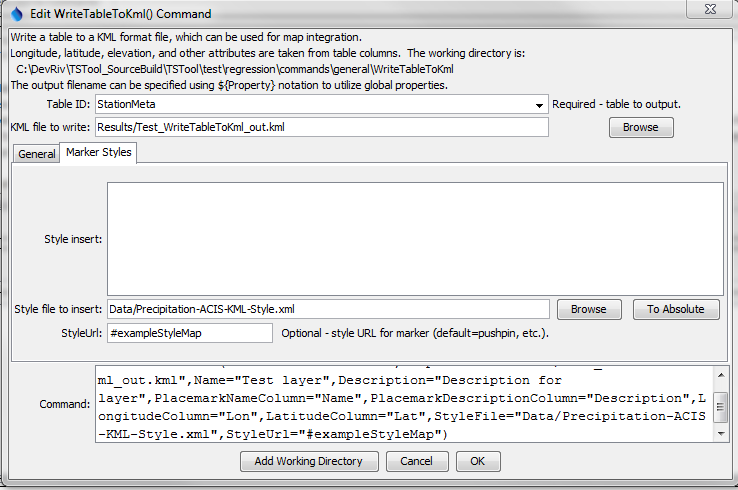 Edit WriteTableToKml() Command
Write a table to a KML format file, which can be used for map integration.
Longitude, latitude, elevation, and other attributes are taken from table columns. The working directory is:
C:\DevRiv\TSTool_SourceBuild\TSTool\test\regression\commands\general\WriteTableToKml
The output filename can be specified using ${Property} notation to utilize global properties.
Table ID: StationMeta Required - table to output.
KML file to write: Results/Test_WriteTableToKml_out.kml Browse
General Marker Styles
Style insert:
Style file to insert: Data/Precipitation-ACIS-KML-Style.xml Browse To Absolute
StyleUrl: #exampleStyleMap Optional - style URL for marker (default=pushpin, etc.).
ml_out.kml",Name="Test layer",Description="Description for
layer",PlacemarkNameColumn="Name",PlacemarkDescriptionColumn="Description",L
Command: ongitudeColumn="Lon",LatitudeColumn="Lat",StyleFile="Data/Precipitation-ACIS
-KML-Style.xml",StyleUrl="#exampleStyleMap")
Add Working Directory Cancel OK